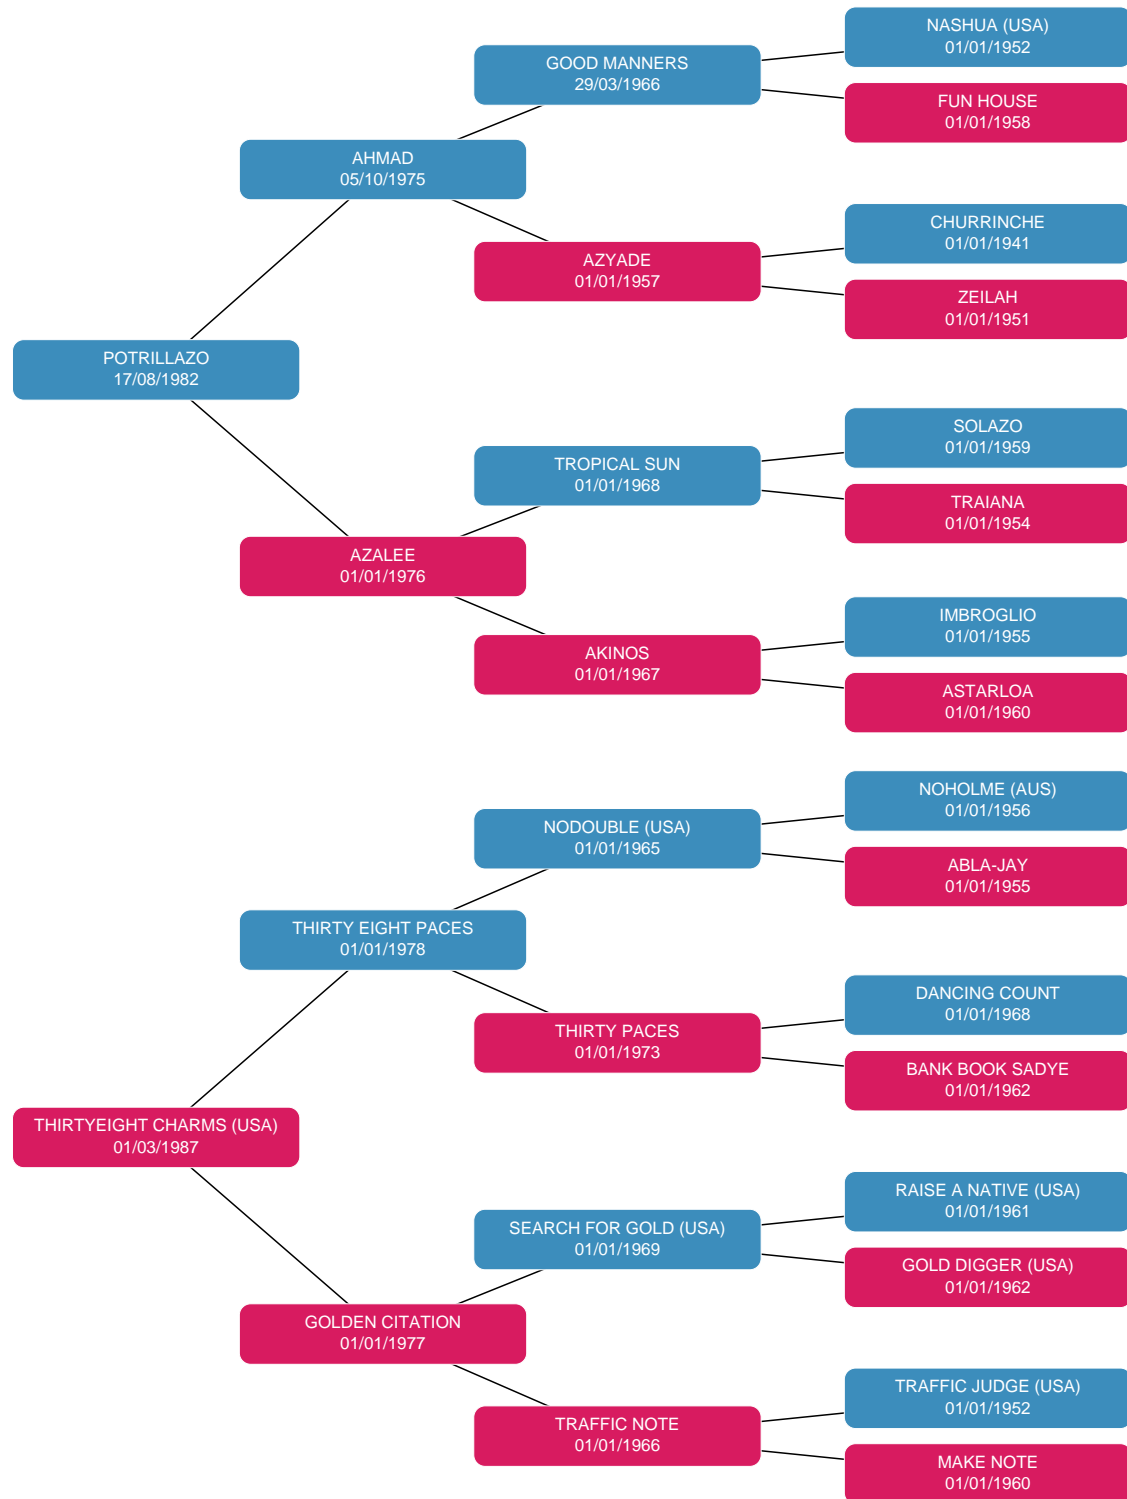 NASHUA (USA)
01/01/1952
GOOD MANNERS
29/03/1966
FUN HOUSE
01/01/1958
AHMAD
05/10/1975
CHURRINCHE
01/01/1941
AZYADE
01/01/1957
ZEILAH
01/01/1951
POTRILLAZO
17/08/1982
SOLAZO
01/01/1959
TROPICAL SUN
01/01/1968
TRAIANA
01/01/1954
AZALEE
01/01/1976
IMBROGLIO
01/01/1955
AKINOS
01/01/1967
ASTARLOA
01/01/1960
NOHOLME (AUS)
01/01/1956
NODOUBLE (USA)
01/01/1965
ABLA-JAY
01/01/1955
THIRTY EIGHT PACES
01/01/1978
DANCING COUNT
01/01/1968
THIRTY PACES
01/01/1973
BANK BOOK SADYE
01/01/1962
THIRTYEIGHT CHARMS (USA)
01/03/1987
RAISE A NATIVE (USA)
01/01/1961
SEARCH FOR GOLD (USA)
01/01/1969
GOLD DIGGER (USA)
01/01/1962
GOLDEN CITATION
01/01/1977
TRAFFIC JUDGE (USA)
01/01/1952
TRAFFIC NOTE
01/01/1966
MAKE NOTE
01/01/1960